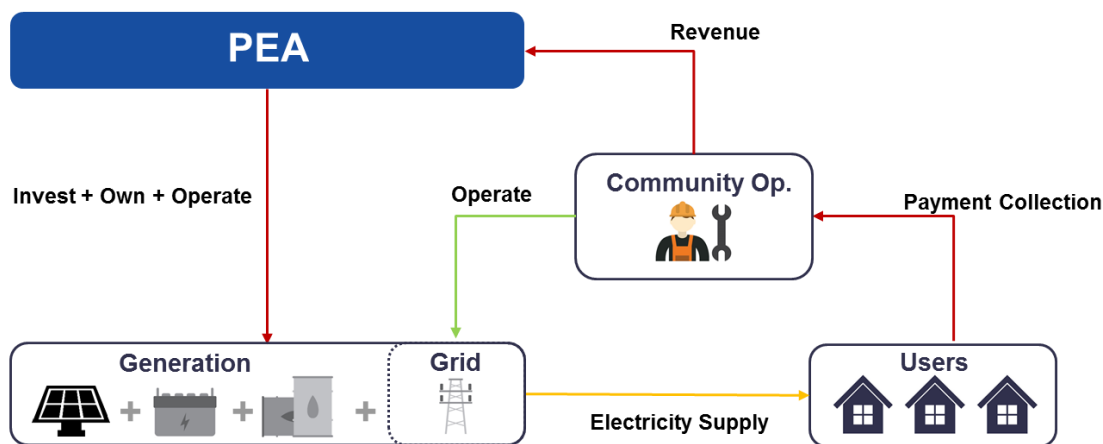 PEA
Revenue
Invest + Own + Operate
Operate
Community Op.
Payment Collection
Generation
Grid
Users
+ + +
Electricity Supply